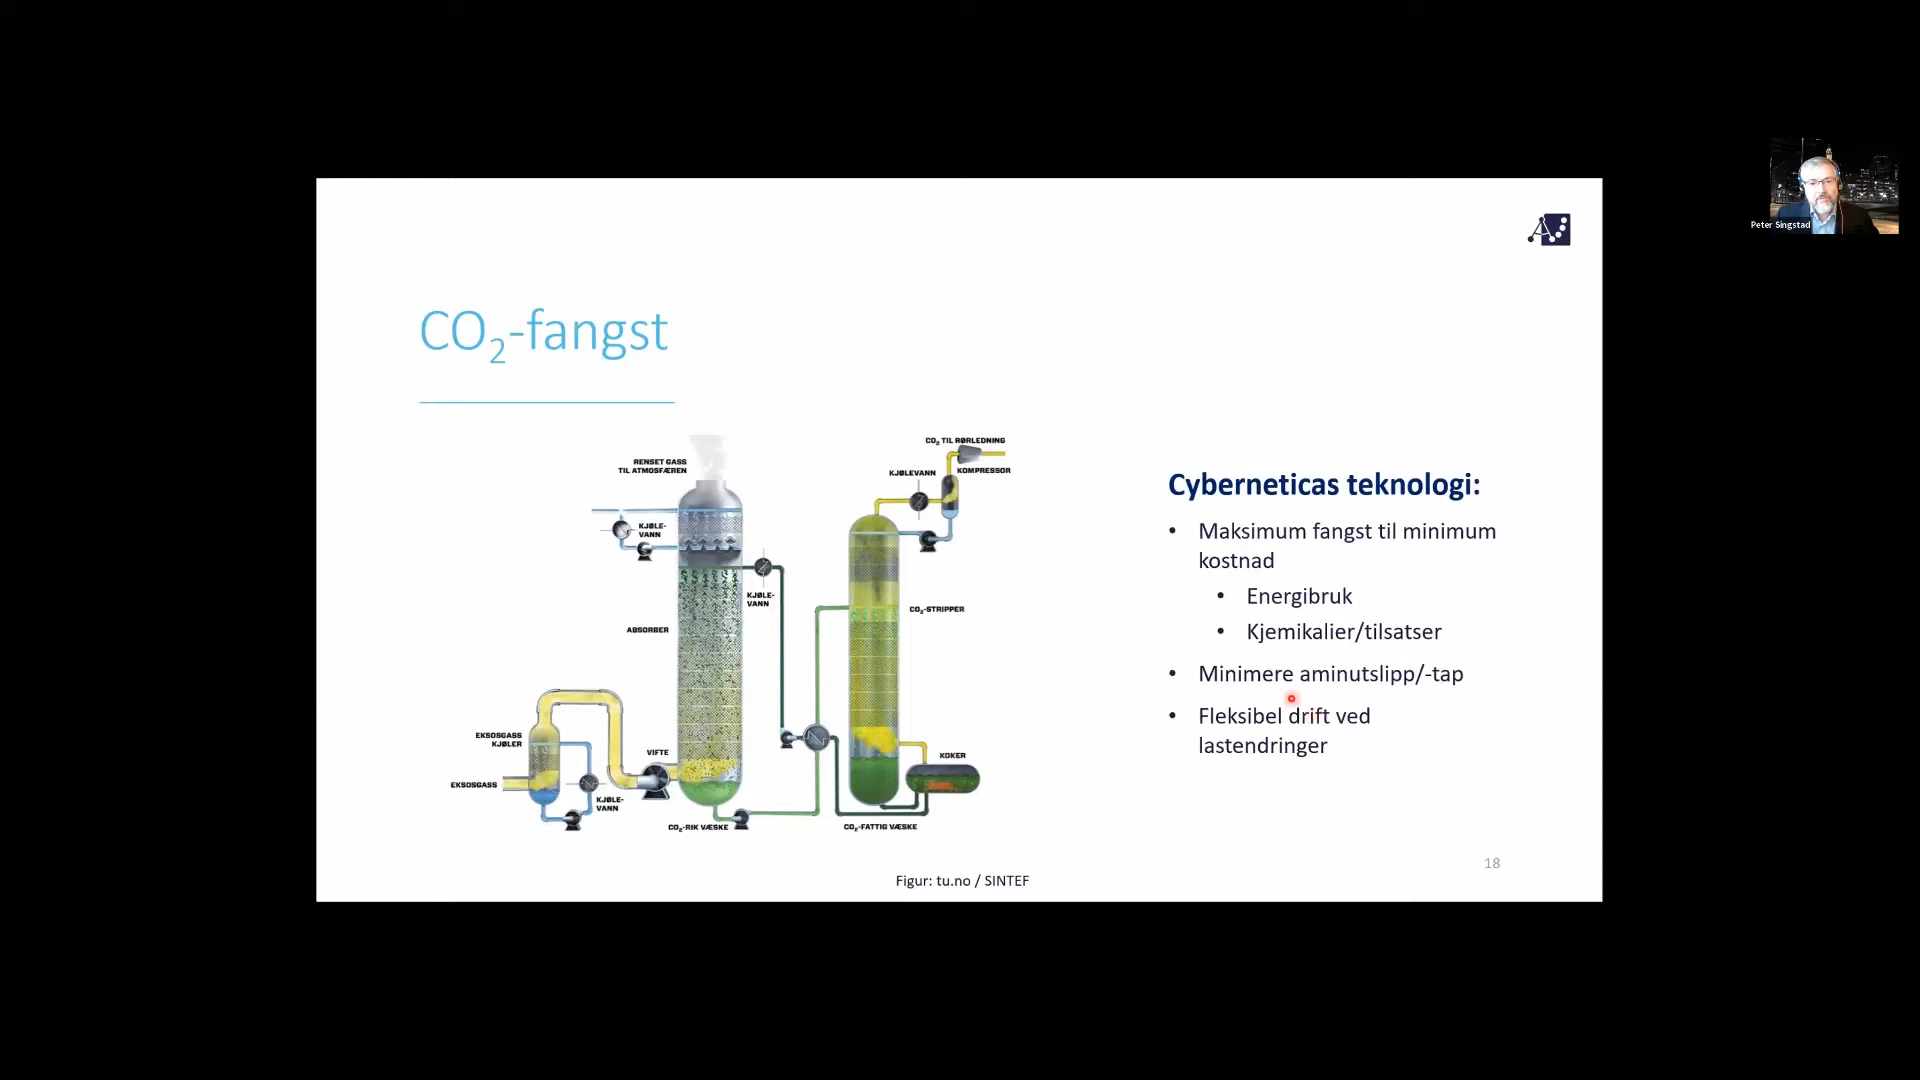 Peter Singstad
CO₂-fangst
CO₂ TIL RØRLEDNING
RENSET GASS
TIL ATMOSFÆREN
KJØLEVANN
KOMPRESSOR
KJØLE-
VANN
KJØLE-
VANN
ABSORBER
CO₂-STRIPPER
EKSOSGASS
KJØLER
VIFTE
KOKER
EKSOSGASS
KJØLE-
VANN
CO₂-RIK VÆSKE
CO₂-FATTIG VÆSKE
Figur: tu.no / SINTEF
Cyberneticas teknologi:
• Maksimum fangst til minimum
kostnad
• Energibruk
• Kjemikalier/tilsatser
• Minimere aminutslipp/-tap
• Fleksibel drift ved
lastendringer
18